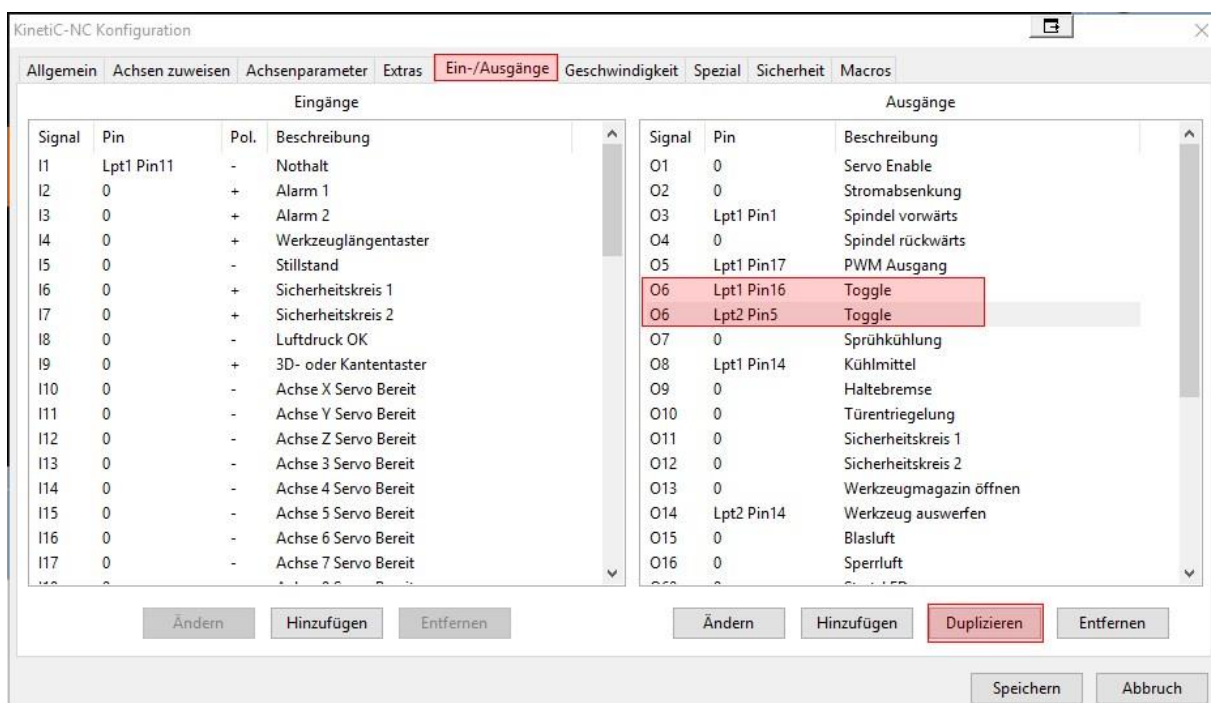 KinetiC-NC Konfiguration
Allgemein Achsen zuweisen Achsenparameter Extras Ein-/Ausgänge Geschwindigkeit Spezial Sicherheit Macros
Eingänge
Signal Pin Pol. Beschreibung
I1 Lpt1 Pin11 - Nothalt
I2 0 + Alarm 1
I3 0 + Alarm 2
I4 0 + Werkzeuglängentaster
I5 0 - Stillstand
I6 0 + Sicherheitskreis 1
I7 0 + Sicherheitskreis 2
I8 0 - Luftdruck OK
I9 0 + 3D- oder Kantentaster
I10 0 - Achse X Servo Bereit
I11 0 - Achse Y Servo Bereit
I12 0 - Achse Z Servo Bereit
I13 0 - Achse 3 Servo Bereit
I14 0 - Achse 4 Servo Bereit
I15 0 - Achse 5 Servo Bereit
I16 0 - Achse 6 Servo Bereit
I17 0 - Achse 7 Servo Bereit
Ändern Hinzufügen Entfernen
Ausgänge
Signal Pin Beschreibung
O1 0 Servo Enable
O2 0 Stromabsenkung
O3 Lpt1 Pin1 Spindel vorwärts
O4 0 Spindel rückwärts
O5 Lpt1 Pin17 PWM Ausgang
O6 Lpt1 Pin16 Toggle
O6 Lpt2 Pin5 Toggle
O7 0 Sprühkühlung
O8 Lpt1 Pin14 Kühlmittel
O9 0 Haltebremse
O10 0 Türentriegelung
O11 0 Sicherheitskreis 1
O12 0 Sicherheitskreis 2
O13 0 Werkzeugmagazin öffnen
O14 Lpt2 Pin14 Werkzeug auswerfen
O15 0 Blasluft
O16 0 Sperrluft
Ändern Hinzufügen Duplizieren Entfernen
Speichern Abbruch